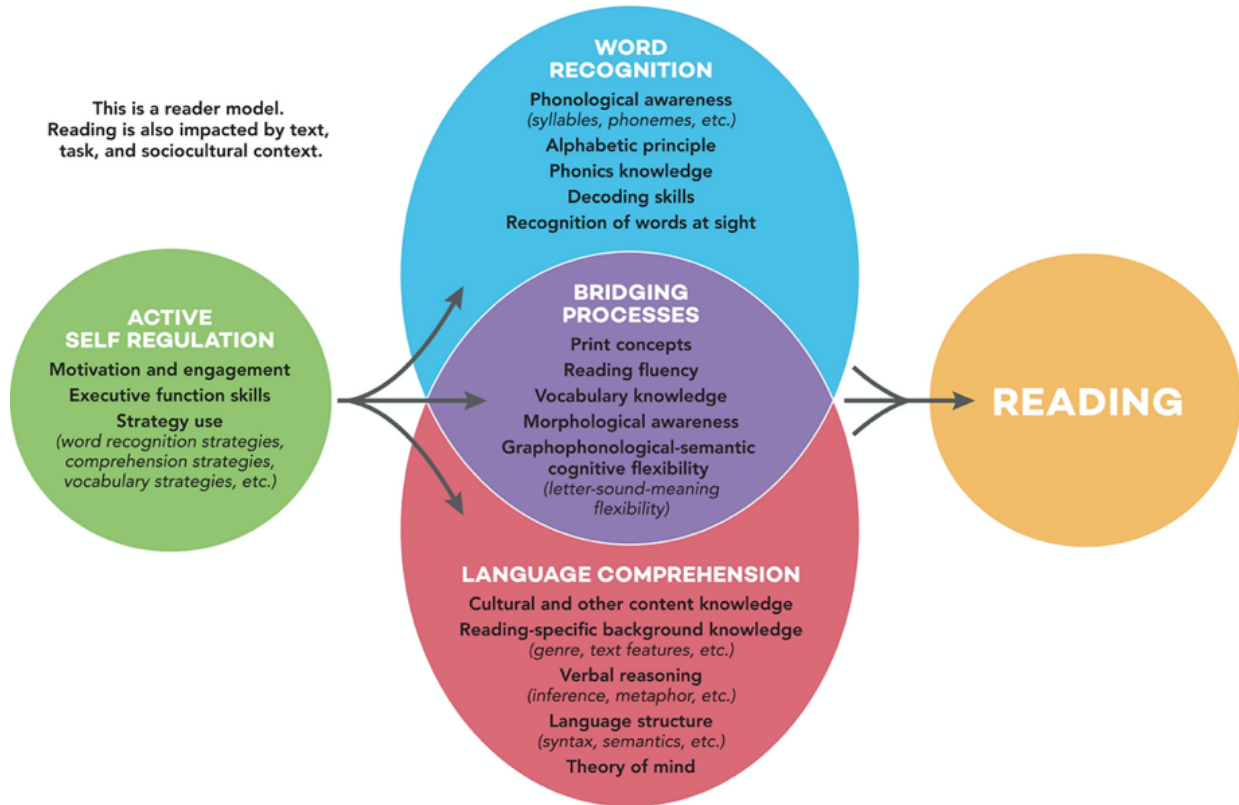 This is a reader model.
Reading is also impacted by text,
task, and sociocultural context.
ACTIVE
SELF REGULATION
Motivation and engagement
Executive function skills
Strategy use
(word recognition strategies,
comprehension strategies,
vocabulary strategies, etc.)
WORD
RECOGNITION
Phonological awareness
(syllables, phonemes, etc.)
Alphabetic principle
Phonics knowledge
Decoding skills
Recognition of words at sight
BRIDGING
PROCESSES
Print concepts
Reading fluency
Vocabulary knowledge
Morphological awareness
Graphophonological-semantic
cognitive flexibility
(letter-sound-meaning
flexibility)
LANGUAGE COMPREHENSION
Cultural and other content knowledge
Reading-specific background knowledge
(genre, text features, etc.)
Verbal reasoning
(inference, metaphor, etc.)
Language structure
(syntax, semantics, etc.)
Theory of mind
READING